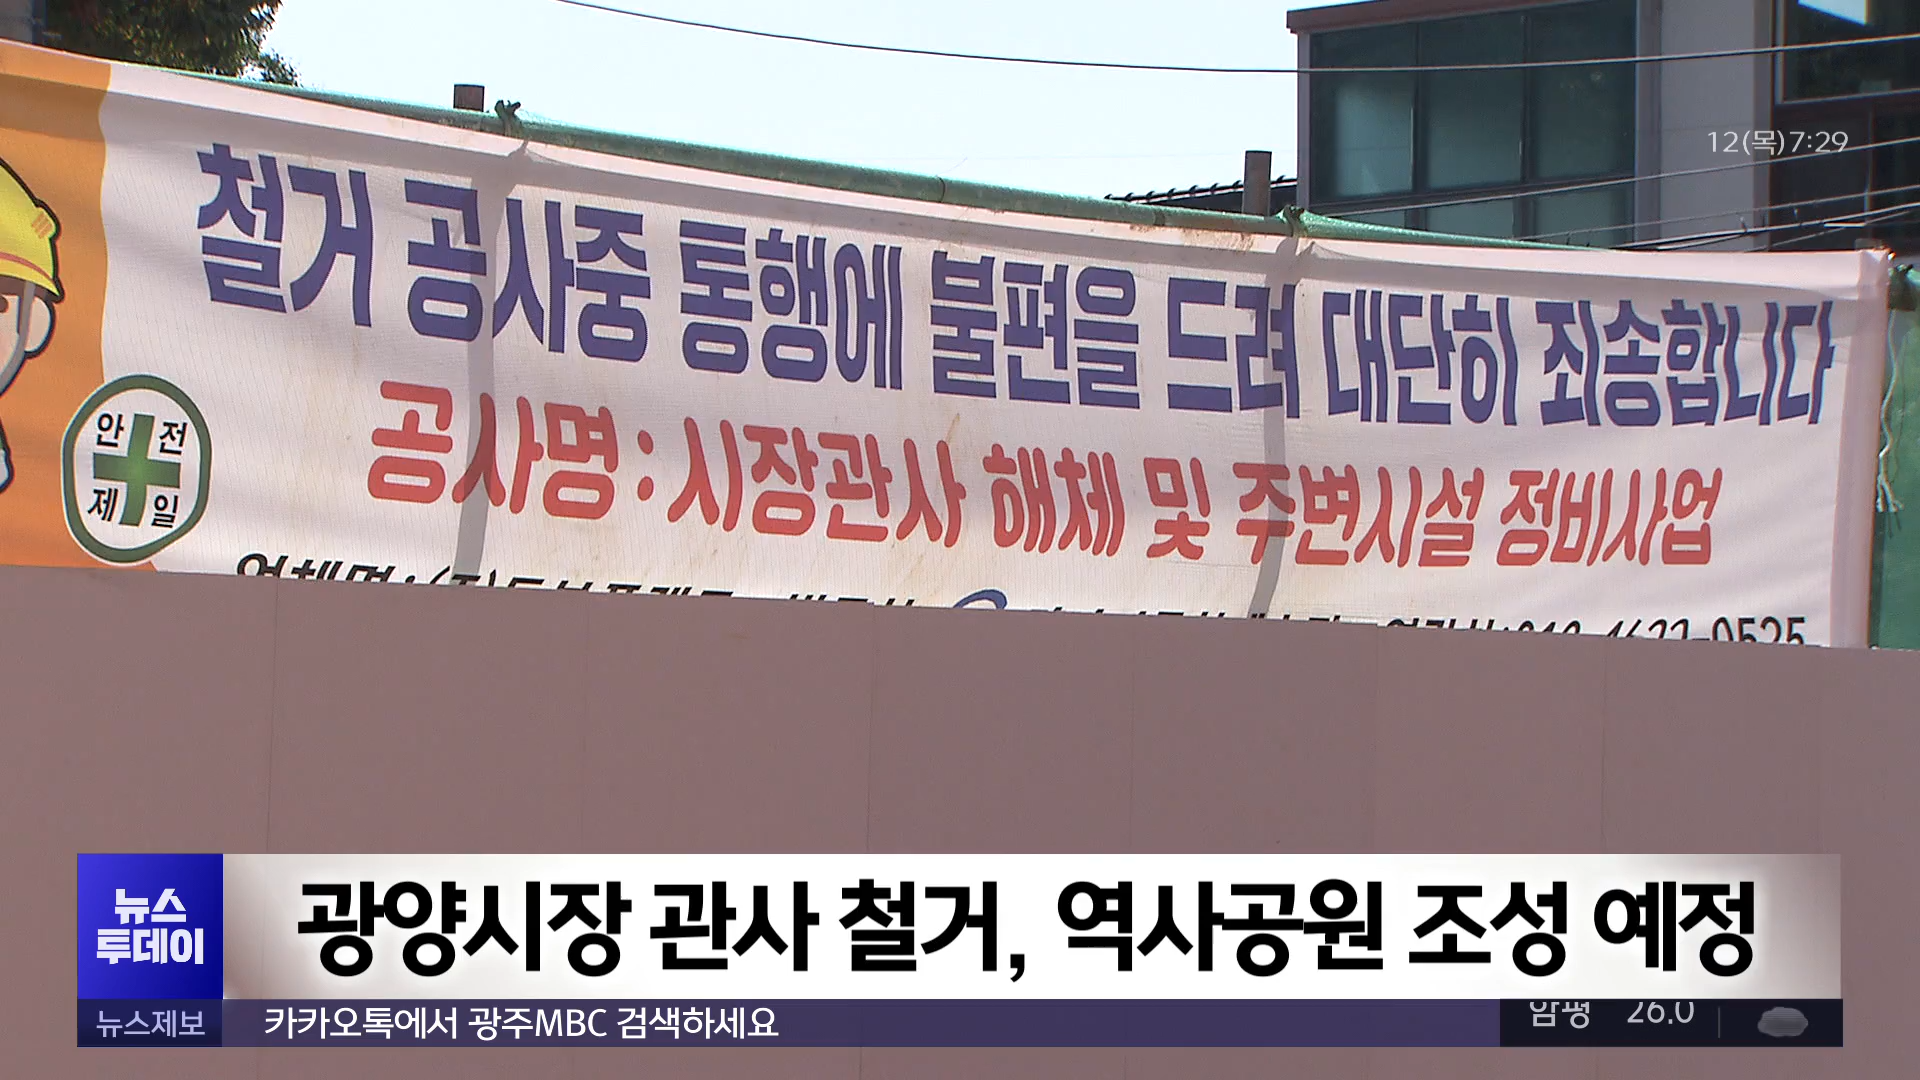 12(목)7:29
철거 공사중 통행에 불편을 드려 대단히 죄송합니다
공사명 : 시장관사 해체 및 주변시설 정비사업
안전제일
뉴스투데이
광양시장 관사 철거, 역사공원 조성 예정
뉴스제보
카카오톡에서 광주MBC 검색하세요
함평 26.0